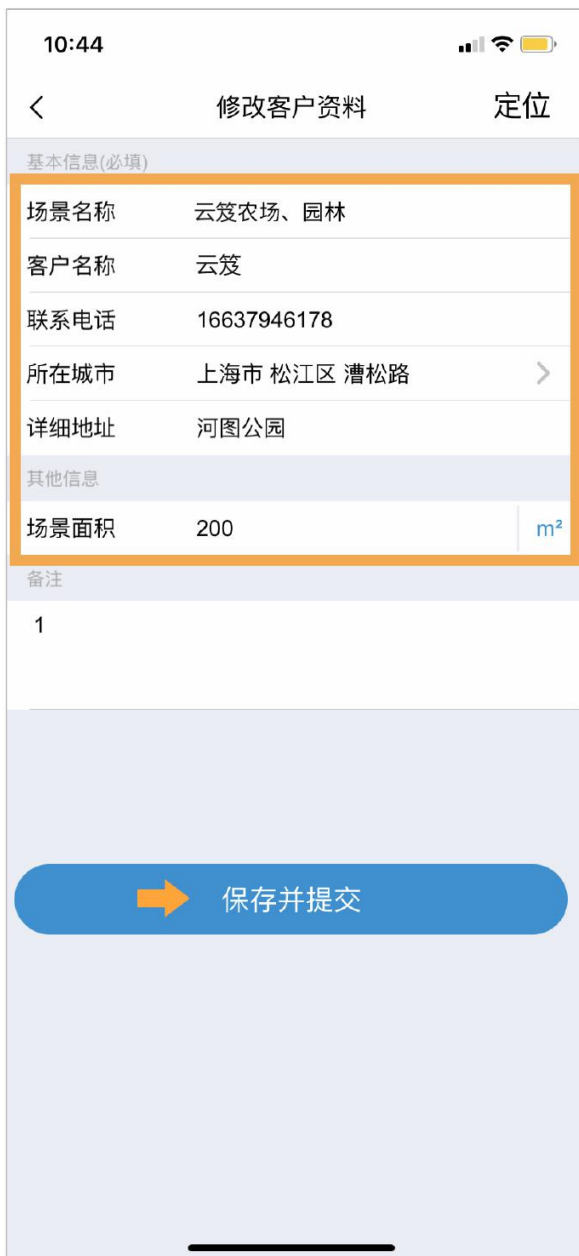 10:44
修改客户资料 定位
基本信息(必填)
场景名称 云笈农场、园林
客户名称 云笈
联系电话 16637946178
所在城市 上海市 松江区 漕松路
详细地址 河图公园
其他信息
场景面积 200 m²
备注
1
保存并提交